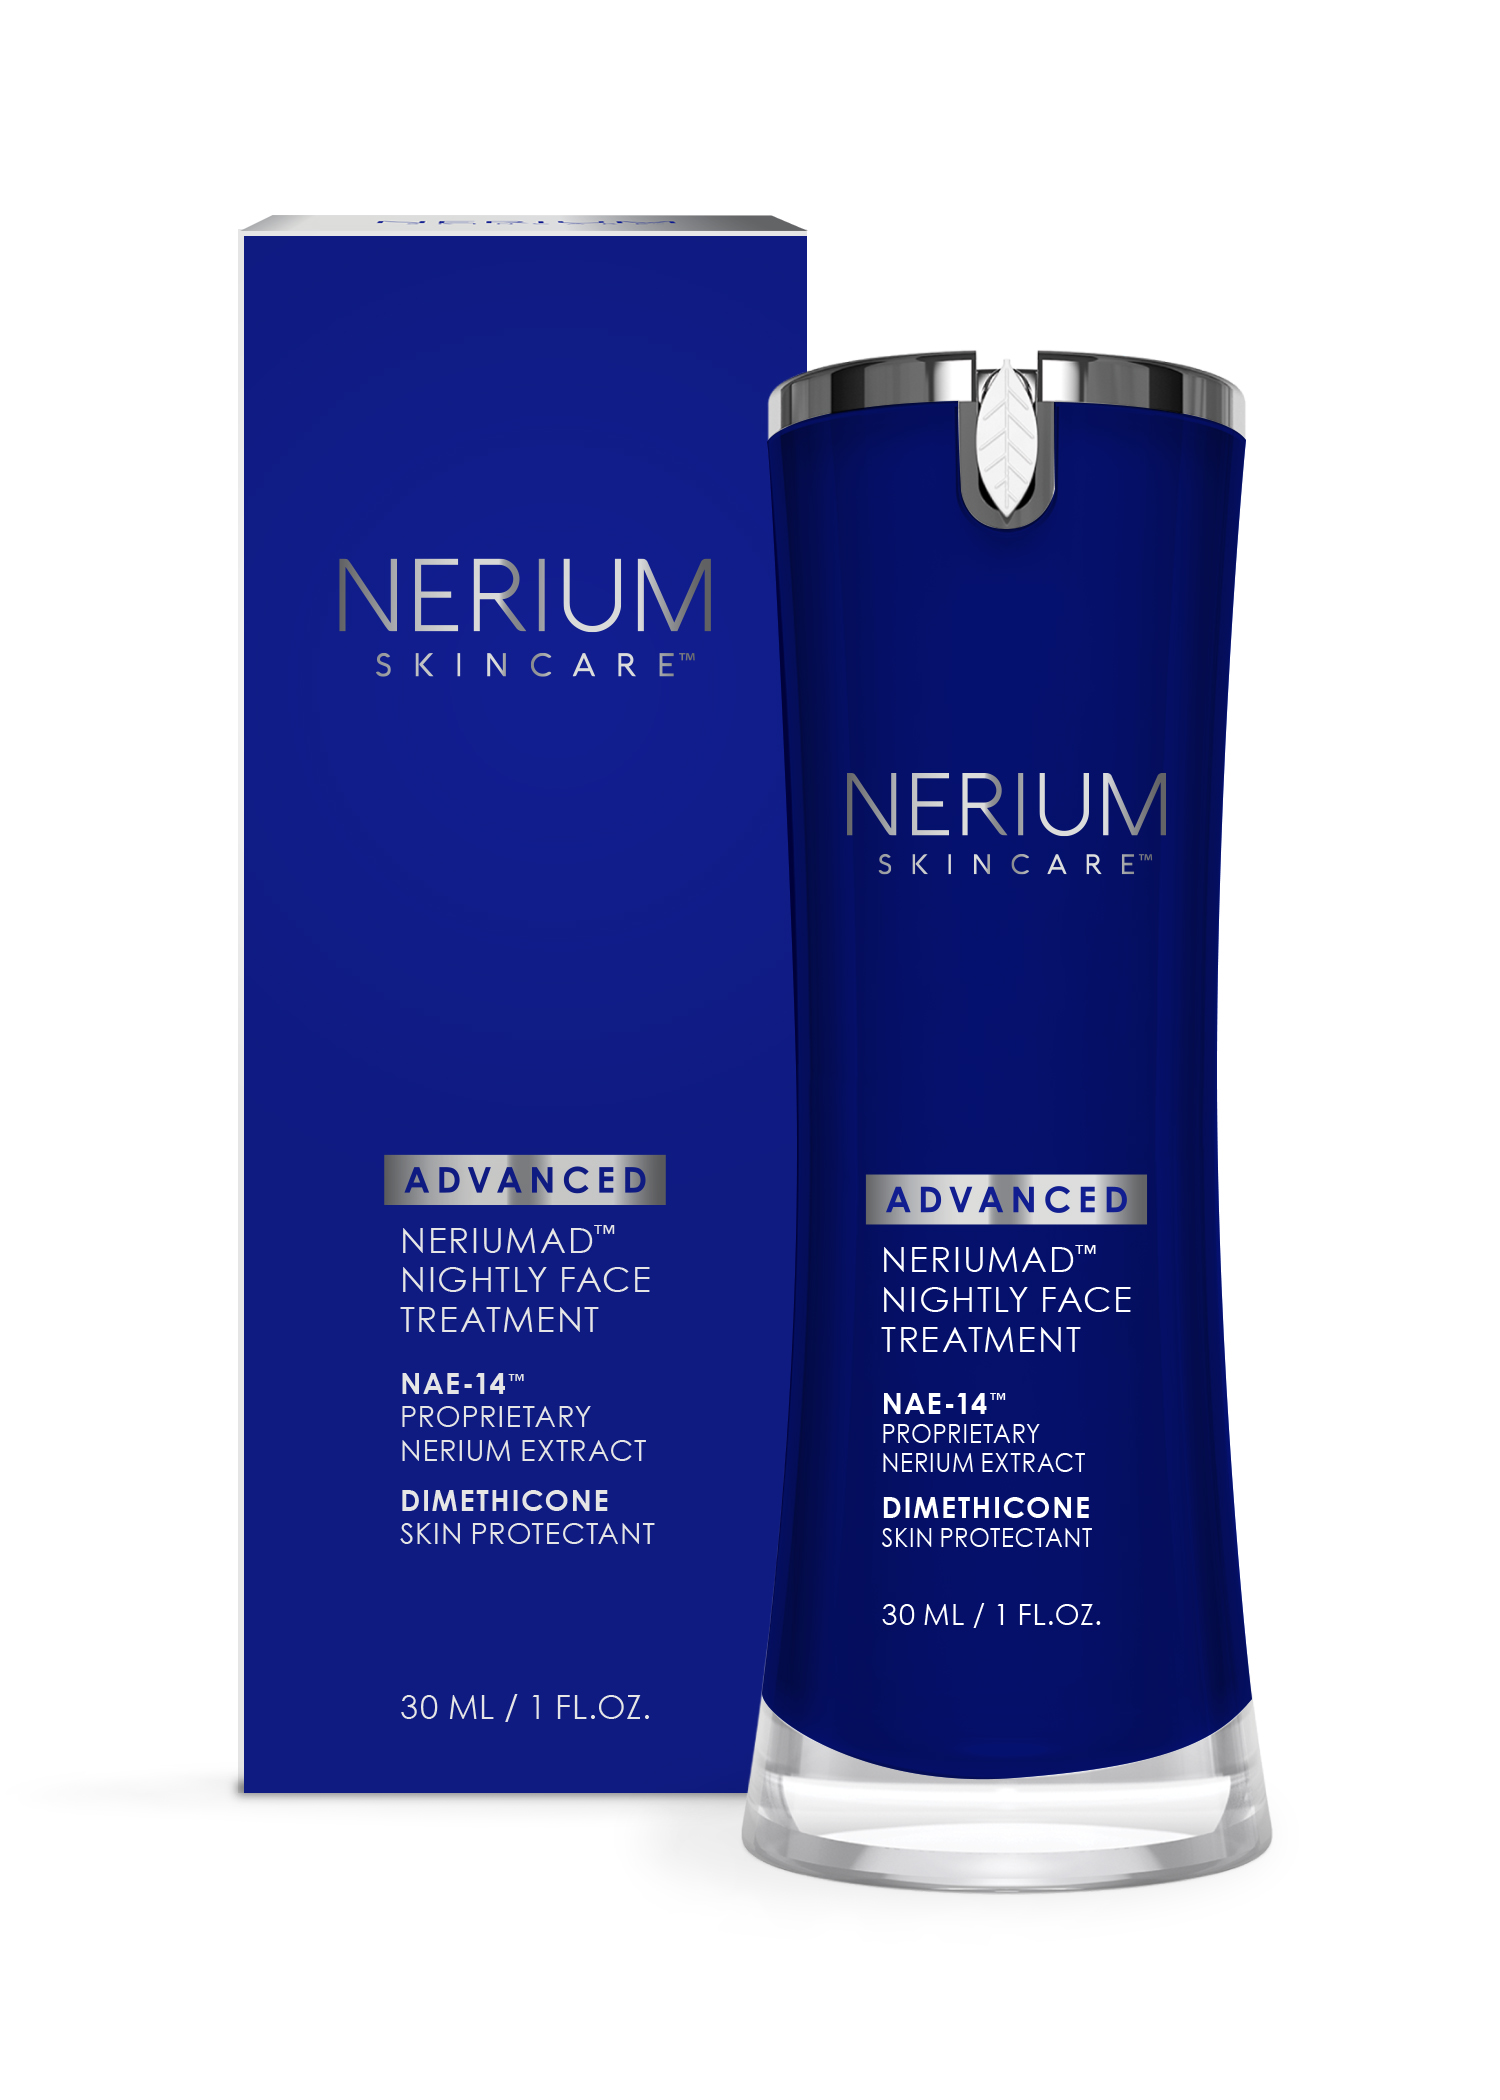 NERIUM
NERIUM
SKINCARE™
ADVANCED
NERIUMAD™
NIGHTLY FACE
TREATMENT
NAE-14™
PROPRIETARY
NERIUM EXTRACT
DIMETHICONE
SKIN PROTECTANT
30 ML / 1 FL.OZ.
NERIUM
SKINCARE™
ADVANCED
NERIUMAD™
NIGHTLY FACE
TREATMENT
NAE-14™
PROPRIETARY
NERIUM EXTRACT
DIMETHICONE
SKIN PROTECTANT
30 ML / 1 FL.OZ.